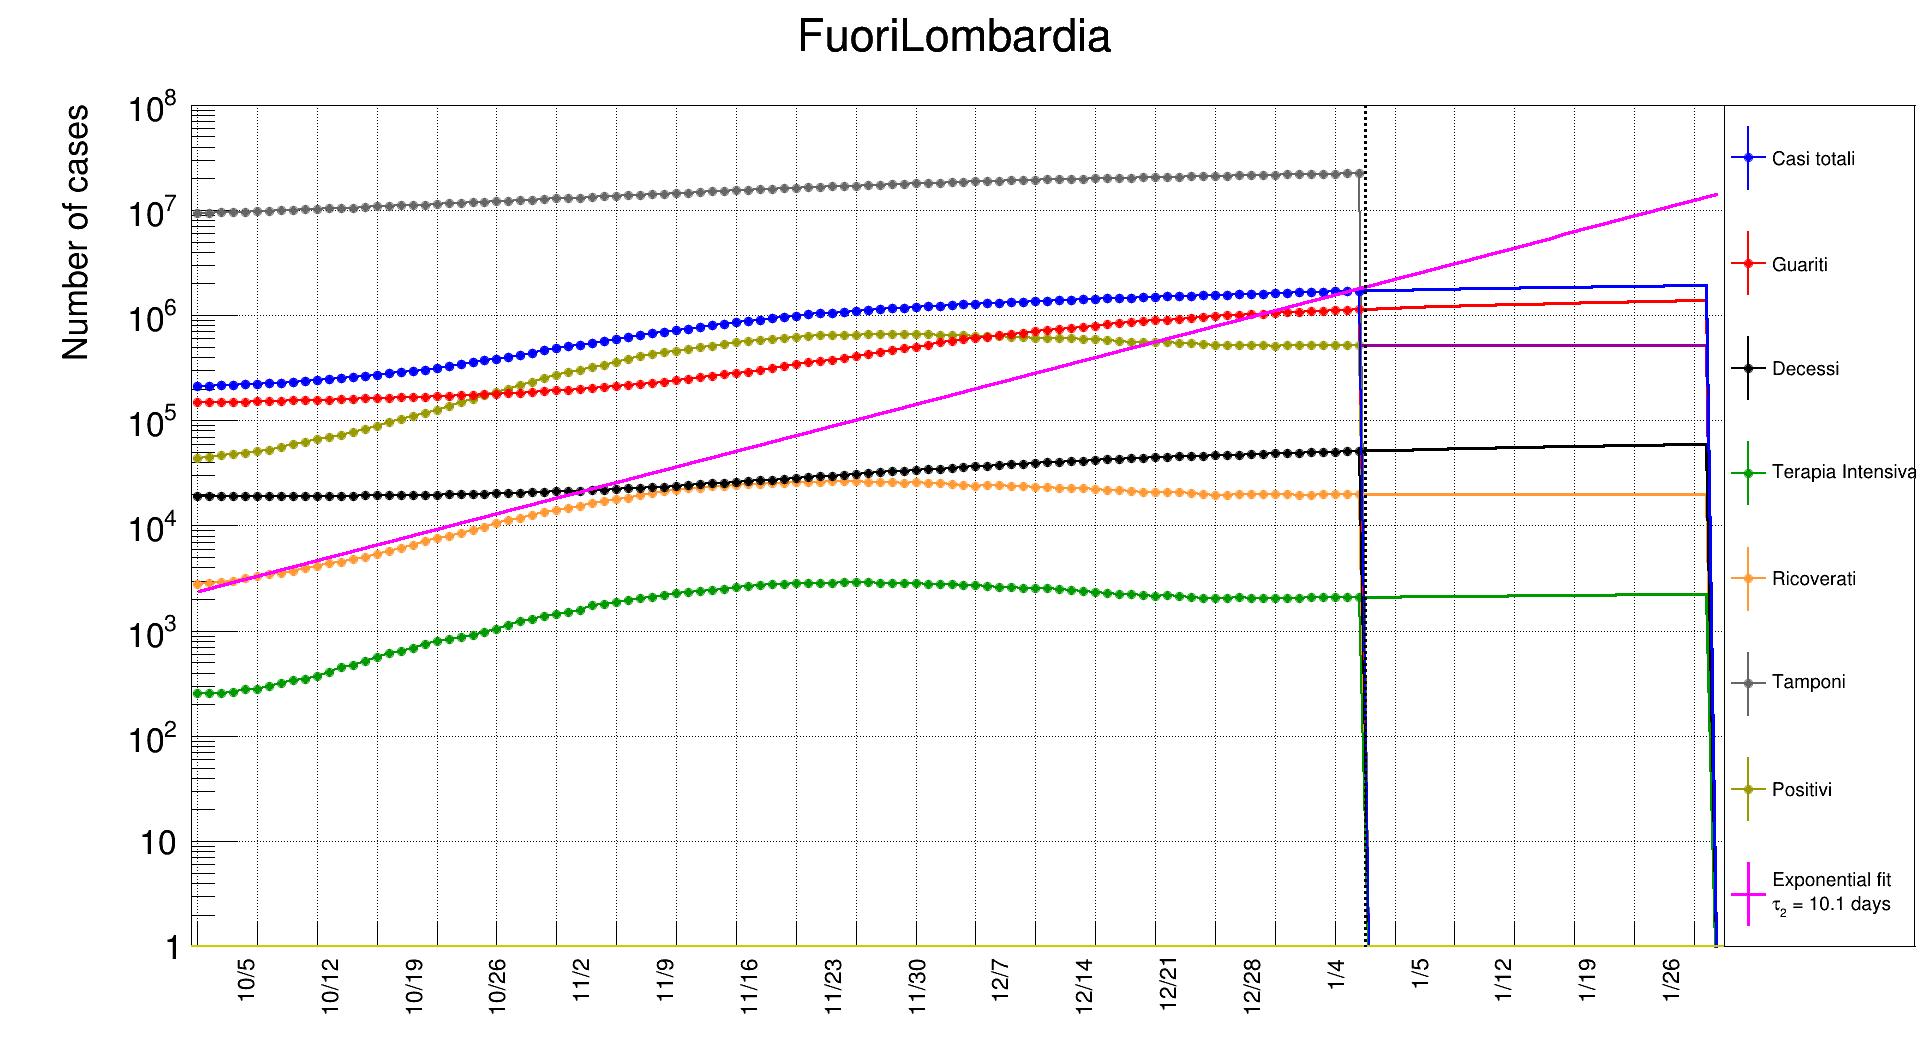 FuoriLombardia
Number of cases
10^8
10^7
10^6
10^5
10^4
10^3
10^2
10
1
10/5
10/12
10/19
10/26
11/2
11/9
11/16
11/23
11/30
12/7
12/14
12/21
12/28
1/4
1/5
1/12
1/19
1/26
Casi totali
Guariti
Decessi
Terapia Intensiva
Ricoverati
Tamponi
Positivi
Exponential fit
τ₂ = 10.1 days